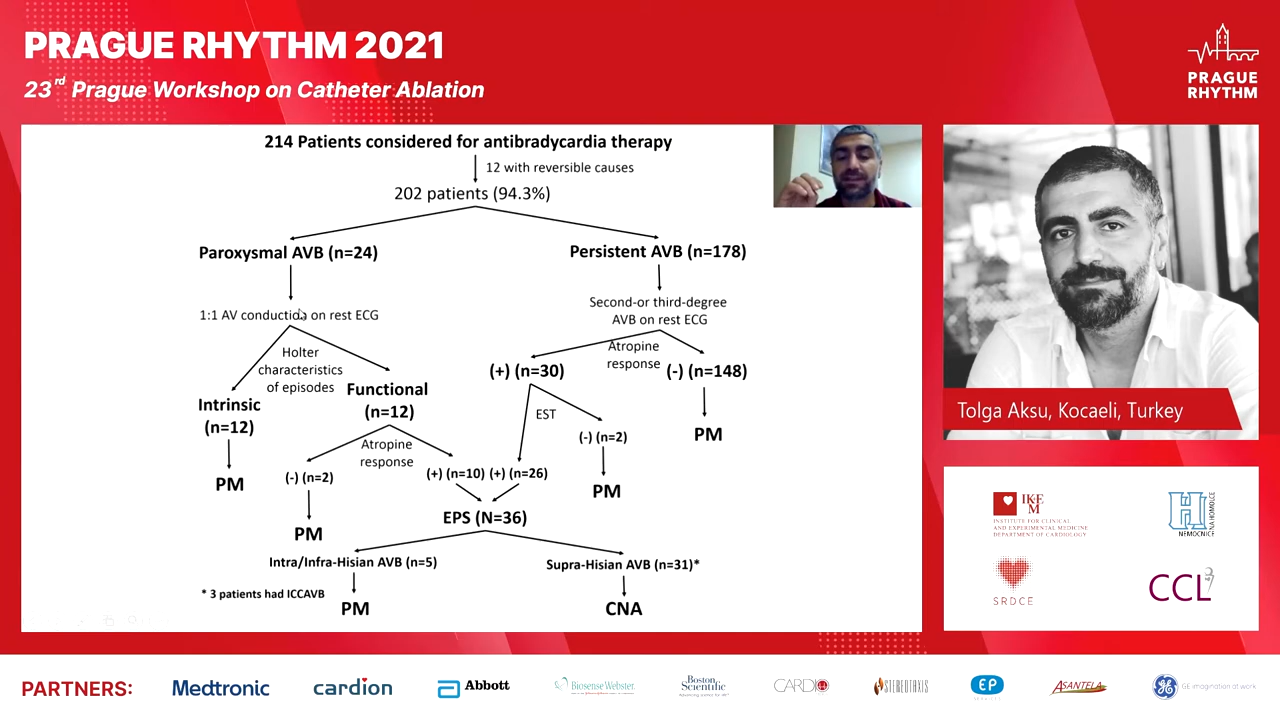 PRAGUE RHYTHM 2021
23rd Prague Workshop on Catheter Ablation
PRAGUE
RHYTHM
214 Patients considered for antibradycardia therapy
12 with reversible causes
202 patients (94.3%)
Paroxysmal AVB (n=24)
Persistent AVB (n=178)
1:1 AV conduction on rest ECG
Second-or third-degree
AVB on rest ECG
Holter
characteristics
of episodes
Atropine
response
(+) (n=30)
(-) (n=148)
Intrinsic
(n=12)
Functional
(n=12)
EST
(-) (n=2)
PM
Atropine
response
PM
(-) (n=2)
(+) (n=10)
(+) (n=26)
PM
PM
EPS (N=36)
Intra/Infra-Hisian AVB (n=5)
Supra-Hisian AVB (n=31)*
* 3 patients had ICCAVB
PM
CNA
Tolga Aksu, Kocaeli, Turkey
IKEM
INSTITUTE FOR CLINICAL
AND EXPERIMENTAL MEDICINE
DEPARTMENT OF CARDIOLOGY
NEMOCNICE
NA HOMOLCE
SRDCE
CCL
PARTNERS:
Medtronic
cardion
Abbott
Biosense Webster
Boston
Scientific
CARDIO
STEREOTAXIS
EP
ASANTELA
GE imagination at work